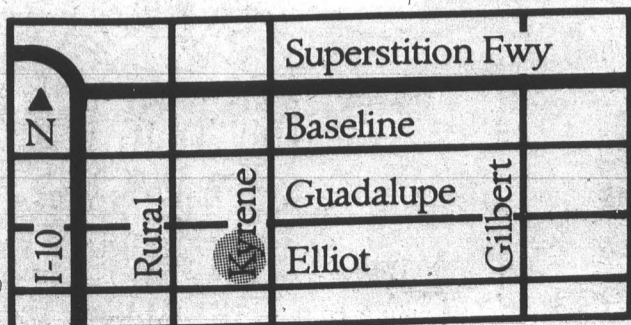 Superstition Fwy
N
Baseline
Guadalupe
Elliot
I-10
Rural
Kyrene
Gilbert